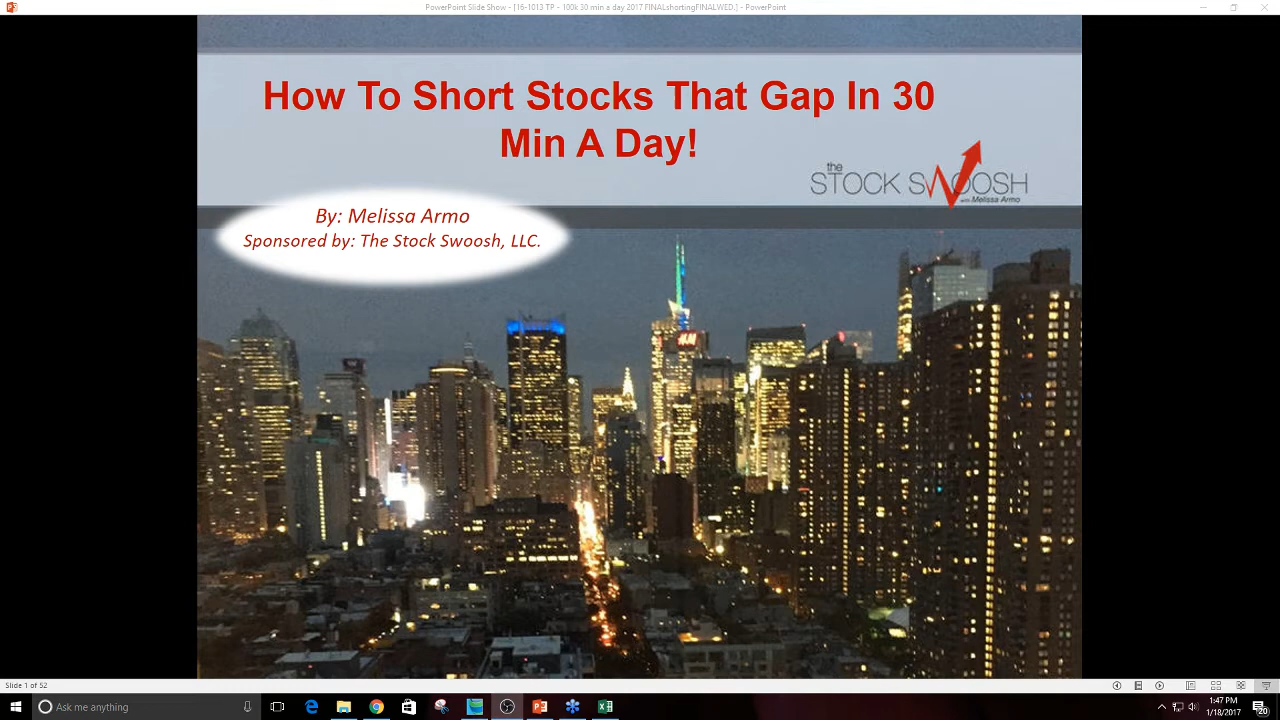 PowerPoint Slide Show - [16-1013 TP - 100k 30 min a day 2017 FINALshortingFINALWED.] - PowerPoint
How To Short Stocks That Gap In 30
Min A Day!
the
STOCK SWOOSH
with Melissa Armo
By: Melissa Armo
Sponsored by: The Stock Swoosh, LLC.
H&M
Slide 1 of 52
Ask me anything
1:47 PM
1/18/2017
20